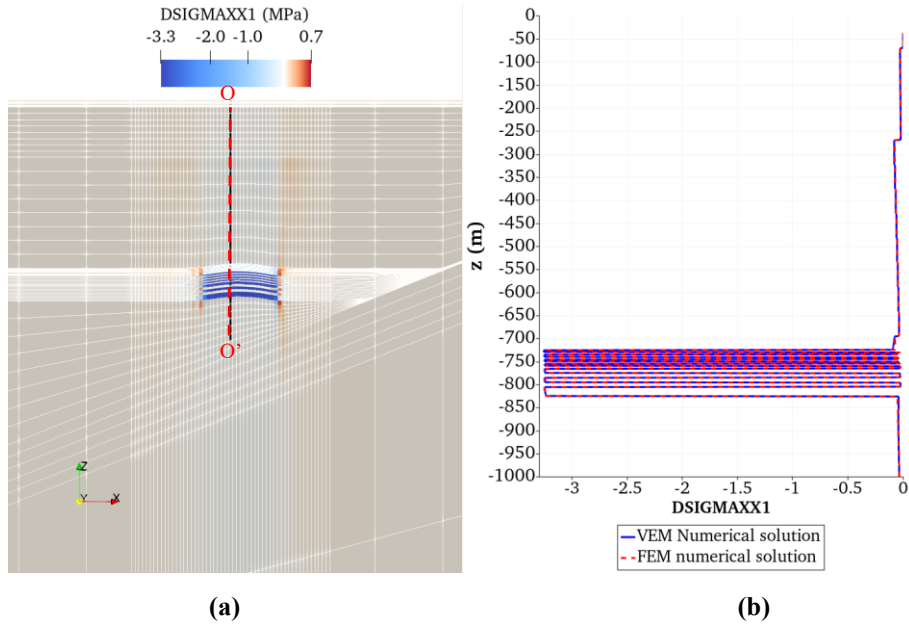 DSIGMAXX1 (MPa)
-3.3 -2.0 -1.0 0.7
O
O'
Z
Y X
(a)
0
-50
-100
-150
-200
-250
-300
-350
-400
-450
-500
-550
-600
-650
-700
-750
-800
-850
-900
-950
-1000
z (m)
-3 -2.5 -2 -1.5 -1 -0.5 0
DSIGMAXX1
VEM Numerical solution
FEM numerical solution
(b)